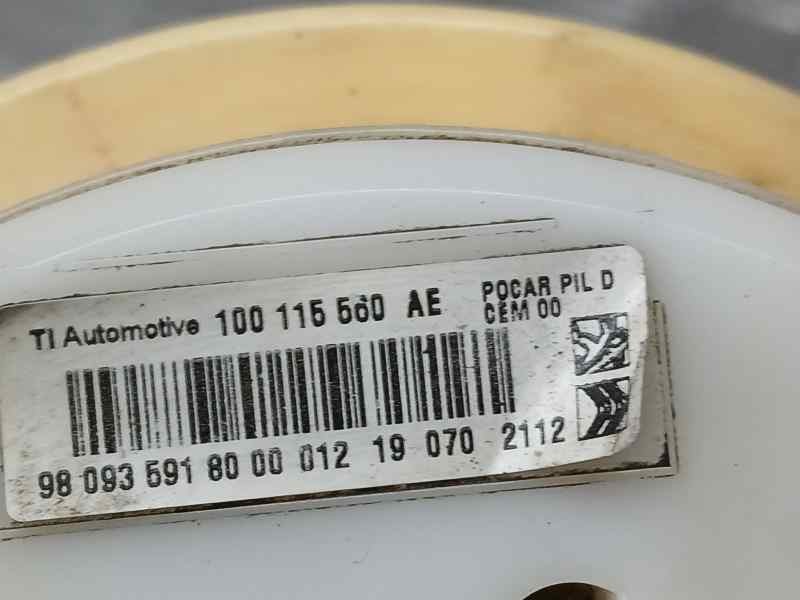 TI Automotive 100 115 560 AE
POCAR PIL D
CEM 00
98 093 591 80 00 012 19 070 2112